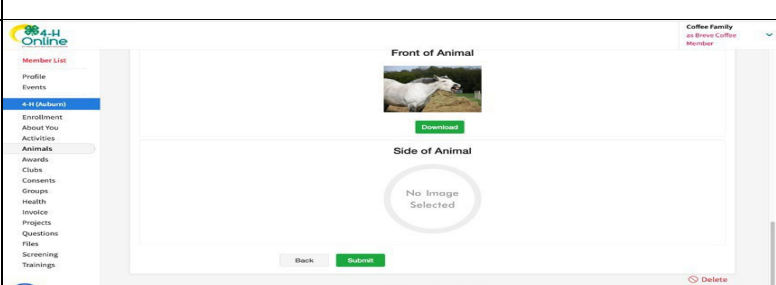 4-H
Online
Coffee Family
as Breve Coffee
Member
Member List
Profile
Events
4-H (Auburn)
Enrollment
About You
Activities
Animals
Awards
Clubs
Consents
Groups
Health
Invoice
Projects
Questions
Files
Screening
Trainings
Front of Animal
Download
Side of Animal
No Image
Selected
Back
Submit
Delete